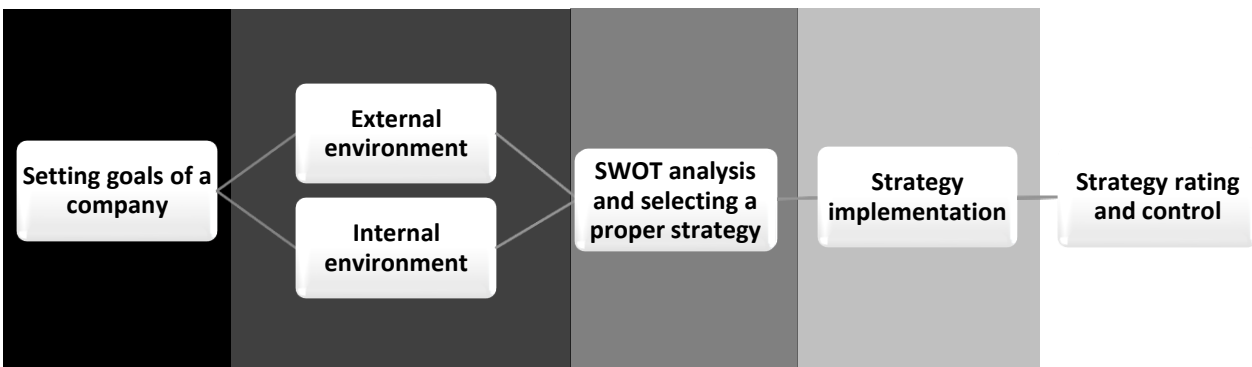 Setting goals of a
company
External
environment
Internal
environment
SWOT analysis
and selecting a
proper strategy
Strategy
implementation
Strategy rating
and control